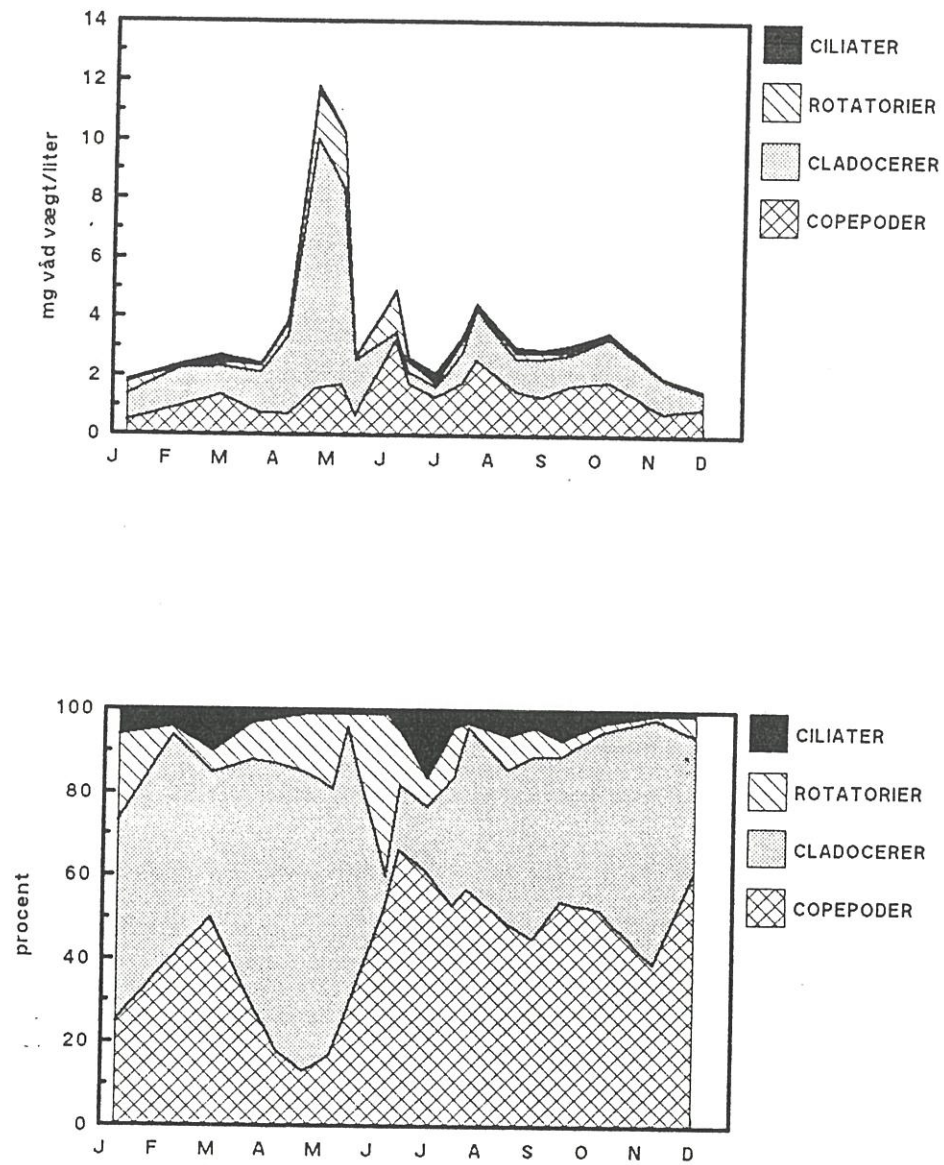 14
12
10
8
6
4
2
0
mg våd vægt/liter
J F M A M J J A S O N D
CILIATER
ROTATORIER
CLADOCERER
COPEPODER
100
80
60
40
20
0
procent
J F M A M J J A S O N D
CILIATER
ROTATORIER
CLADOCERER
COPEPODER